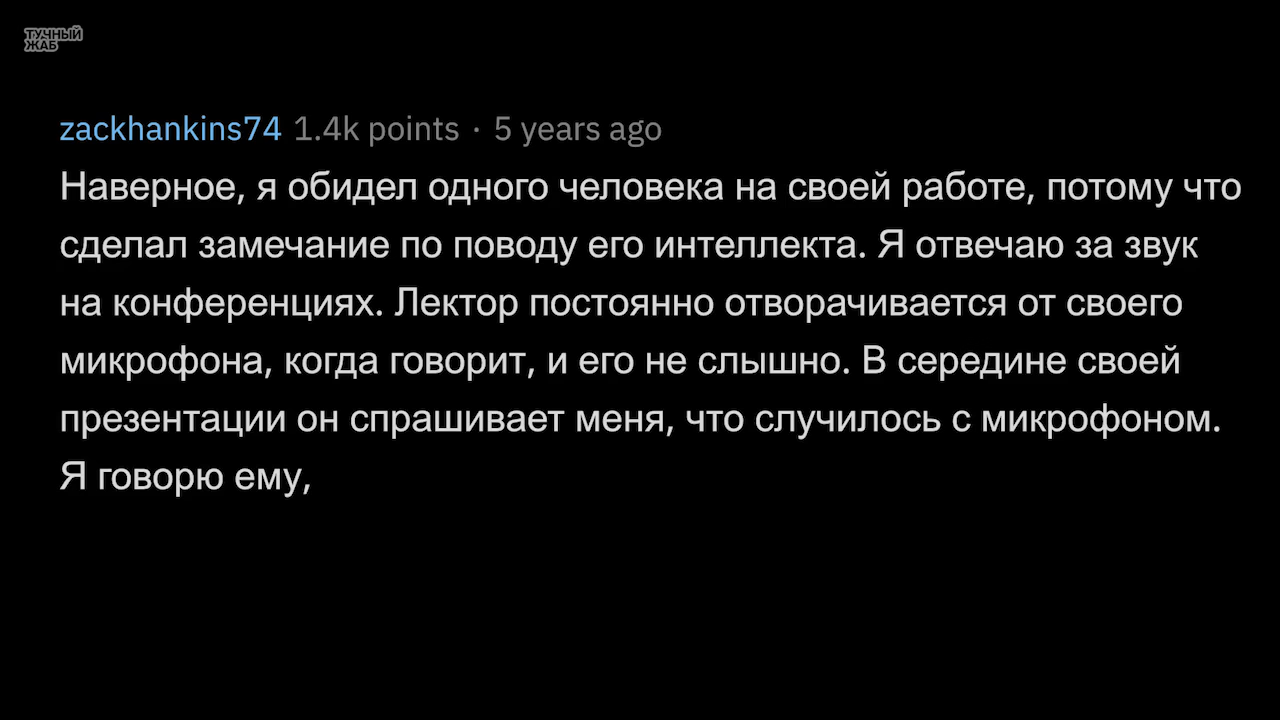 ТУЧНЫЙ
ЖАБ
zackhankins74 1.4k points · 5 years ago
Наверное, я обидел одного человека на своей работе, потому что
сделал замечание по поводу его интеллекта. Я отвечаю за звук
на конференциях. Лектор постоянно отворачивается от своего
микрофона, когда говорит, и его не слышно. В середине своей
презентации он спрашивает меня, что случилось с микрофоном.
Я говорю ему,